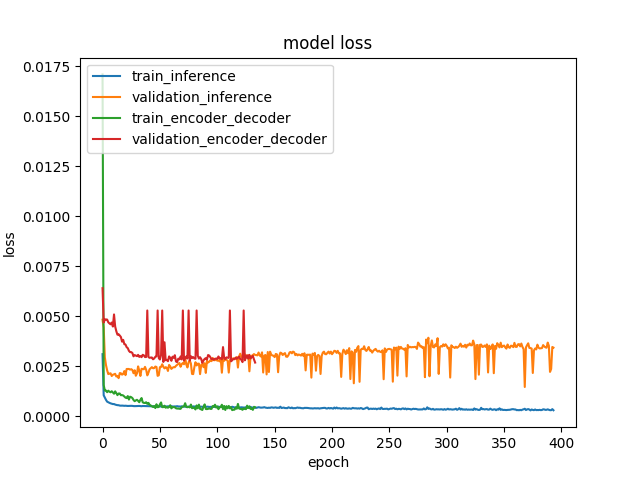 model loss
train_inference
validation_inference
train_encoder_decoder
validation_encoder_decoder
loss
0.0175
0.0150
0.0125
0.0100
0.0075
0.0050
0.0025
0.0000
0 50 100 150 200 250 300 350 400
epoch